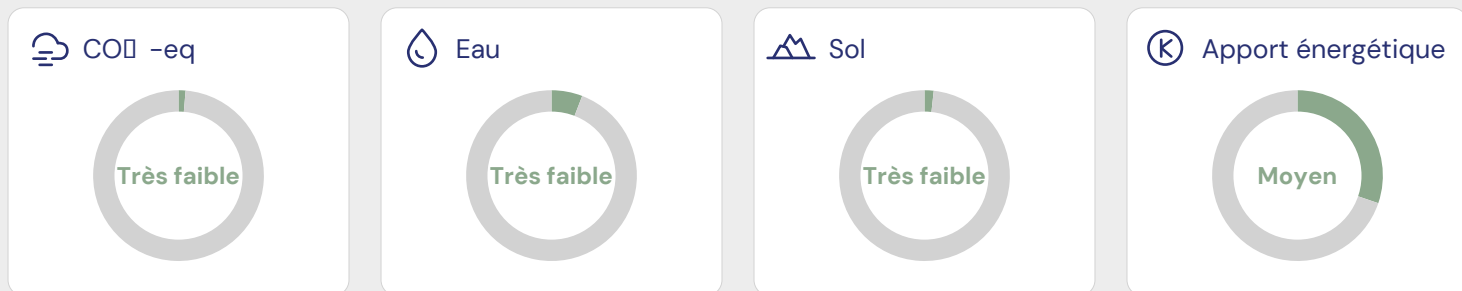 CO▯ -eq
Très faible
Eau
Très faible
Sol
Très faible
Apport énergétique
Moyen